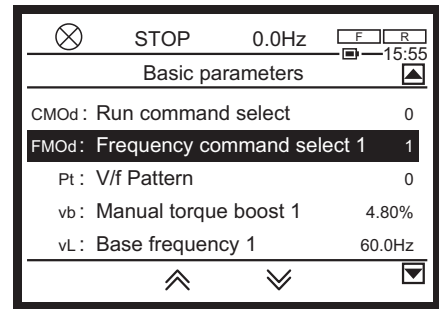 STOP 0.0Hz F R
15:55
Basic parameters
CMOd : Run command select 0
FMOd : Frequency command select 1 1
Pt : V/f Pattern 0
vb : Manual torque boost 1 4.80%
vL : Base frequency 1 60.0Hz